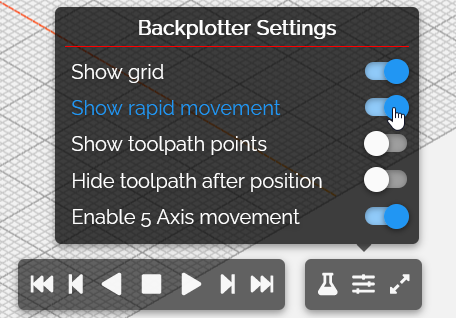 Backplotter Settings
Show grid
Show rapid movement
Show toolpath points
Hide toolpath after position
Enable 5 Axis movement